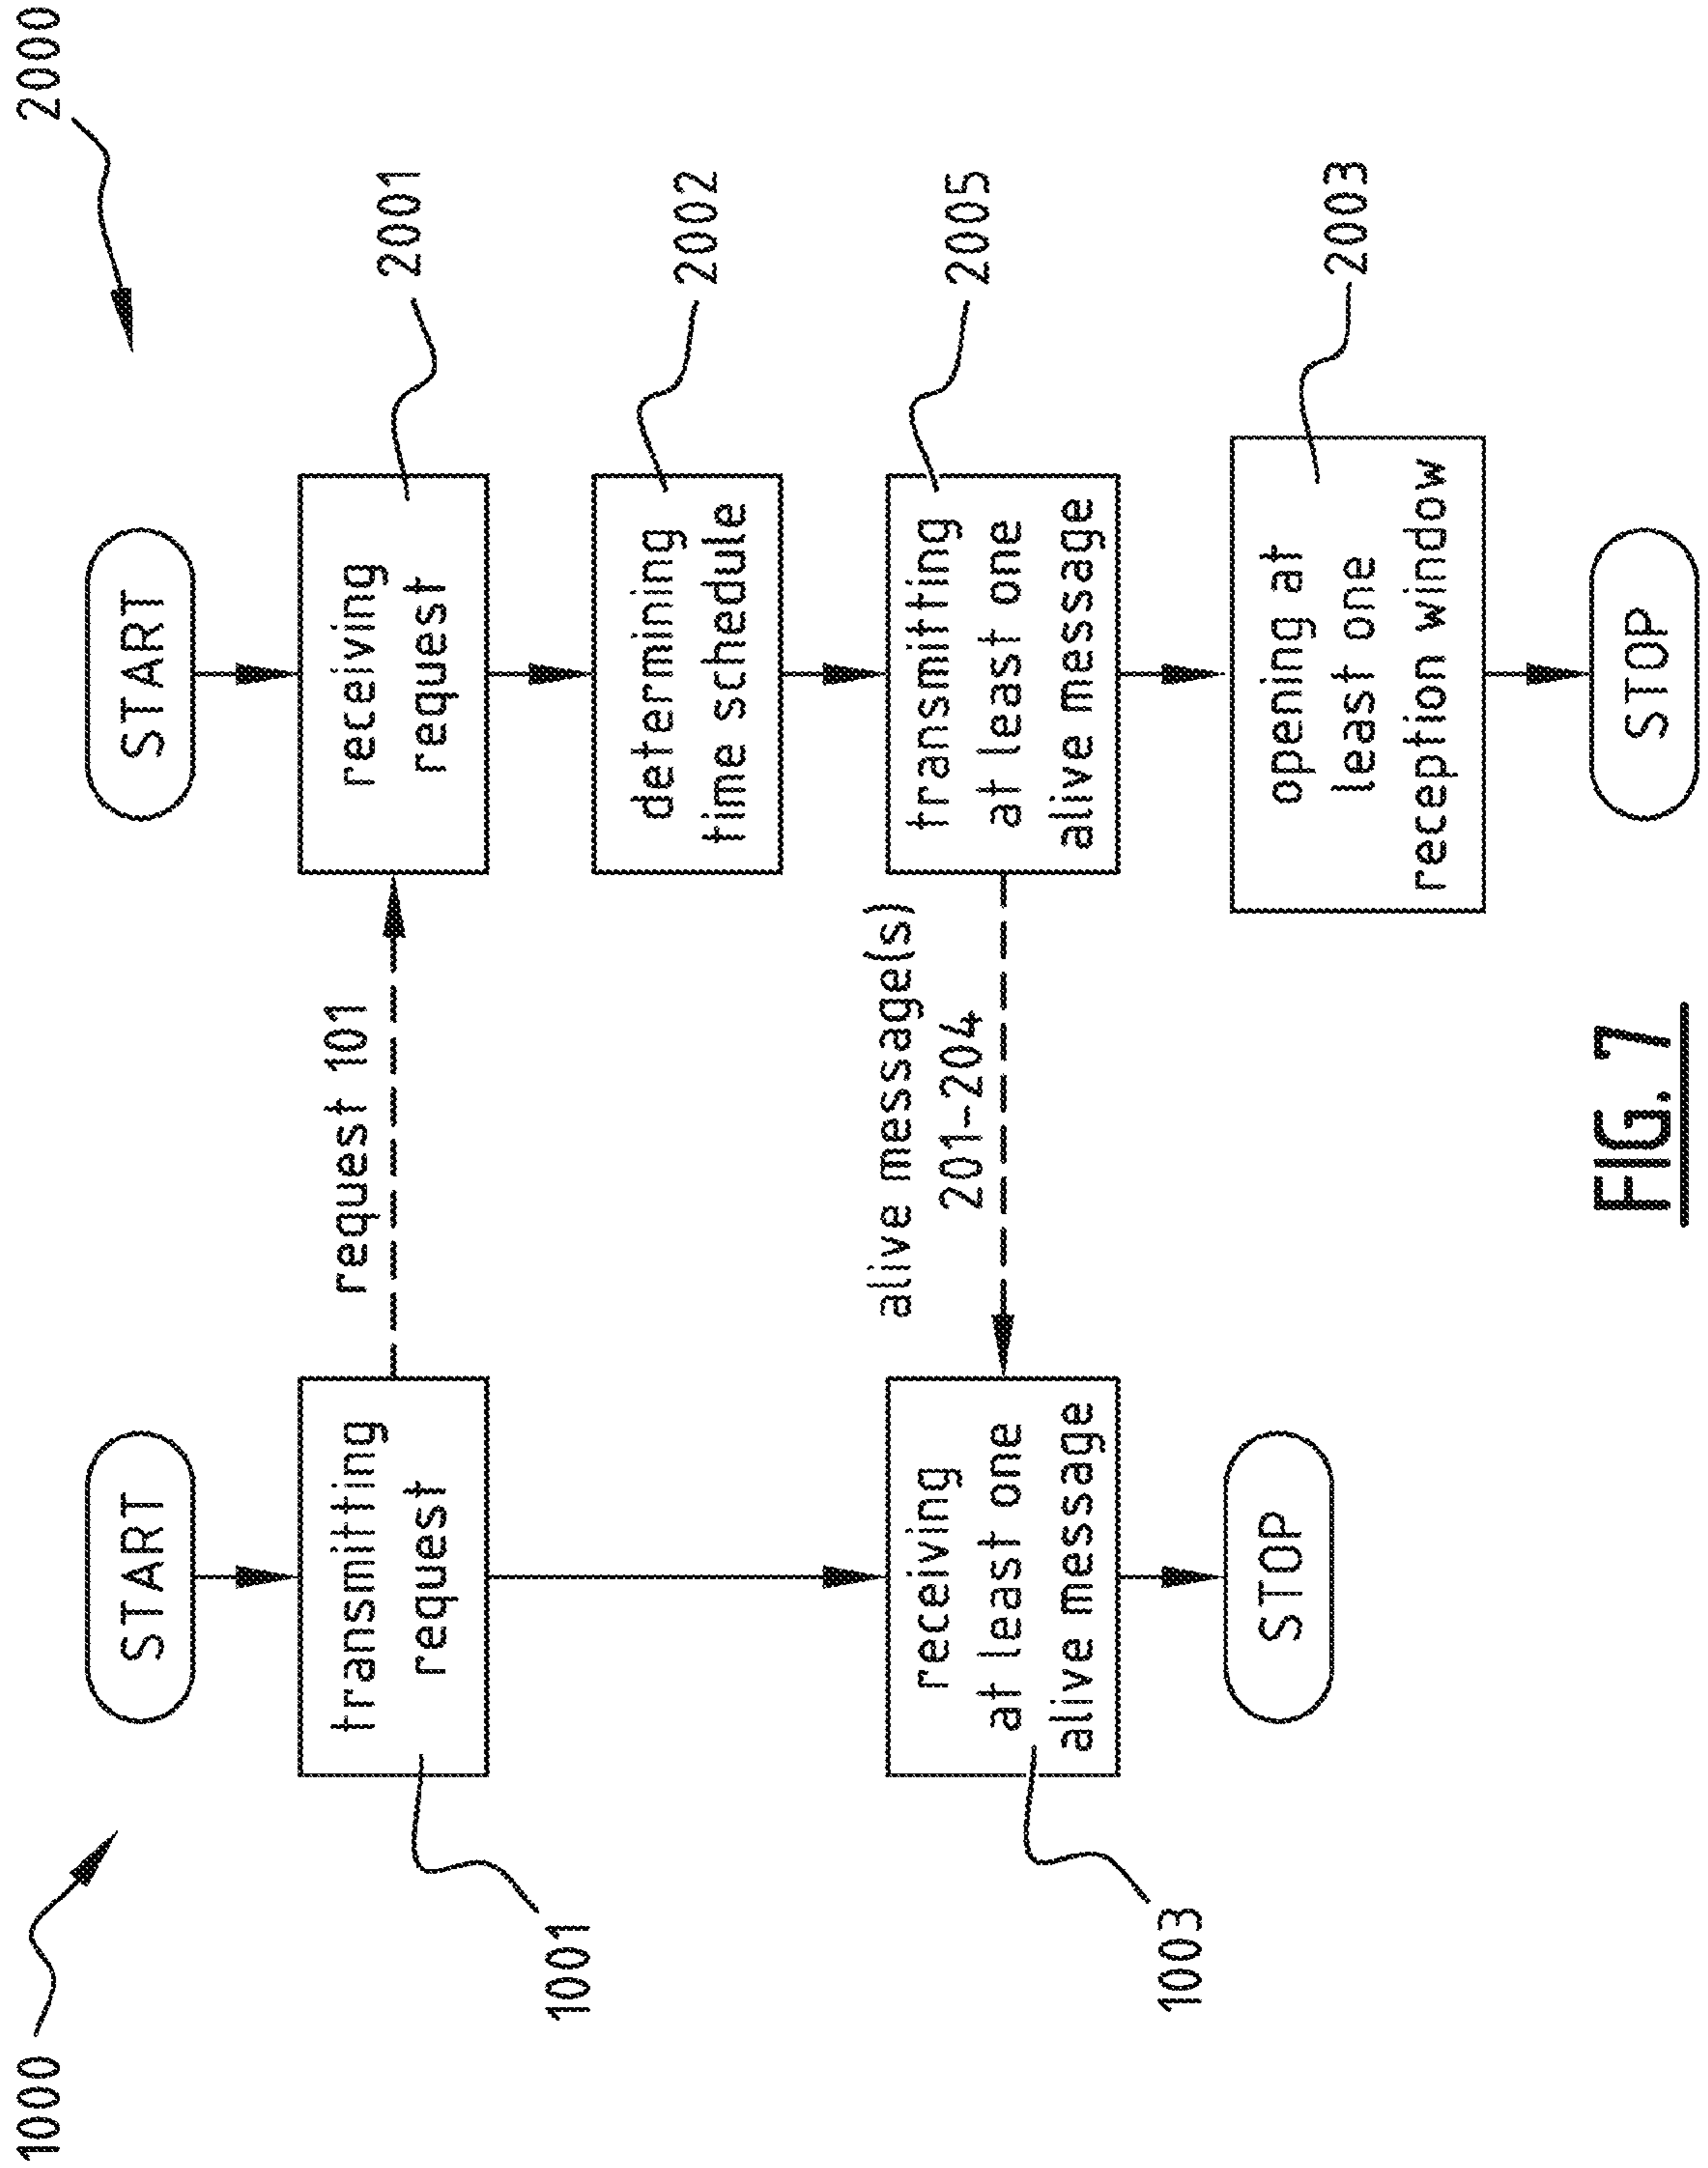 1000
2000
START
START
transmitting
request
1001
request 101
receiving
request
2001
determining
time schedule
2002
receiving
at least one
alive message
1003
alive message(s)
201-204
transmitting
at least one
alive message
2005
STOP
opening at
least one
reception window
2003
STOP
FIG. 7